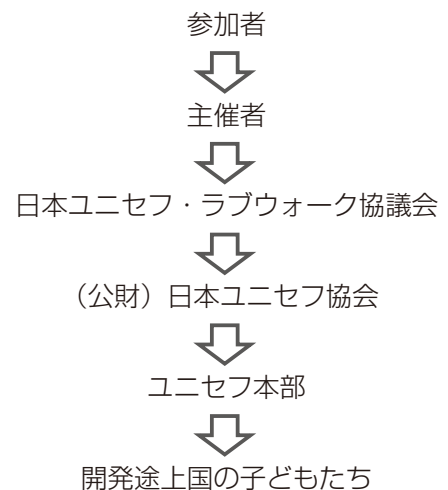 参加者
主催者
日本ユニセフ・ラブウォーク協議会
（公財）日本ユニセフ協会
ユニセフ本部
開発途上国の子どもたち